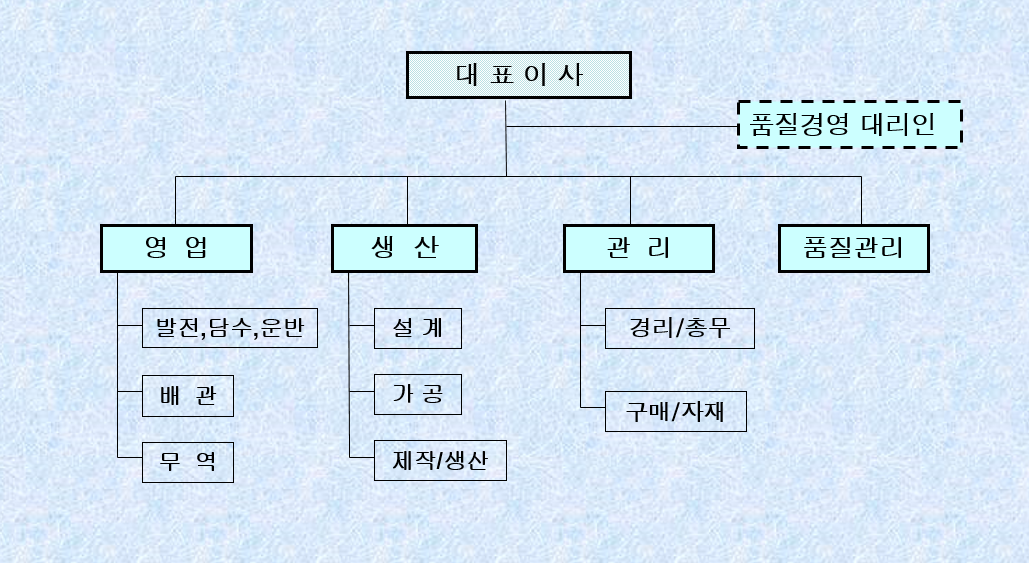 대 표 이 사
품질경영 대리인
영 업
생 산
관 리
품질관리
발전,담수,운반
설 계
경리/총무
배 관
가 공
구매/자재
무 역
제작/생산